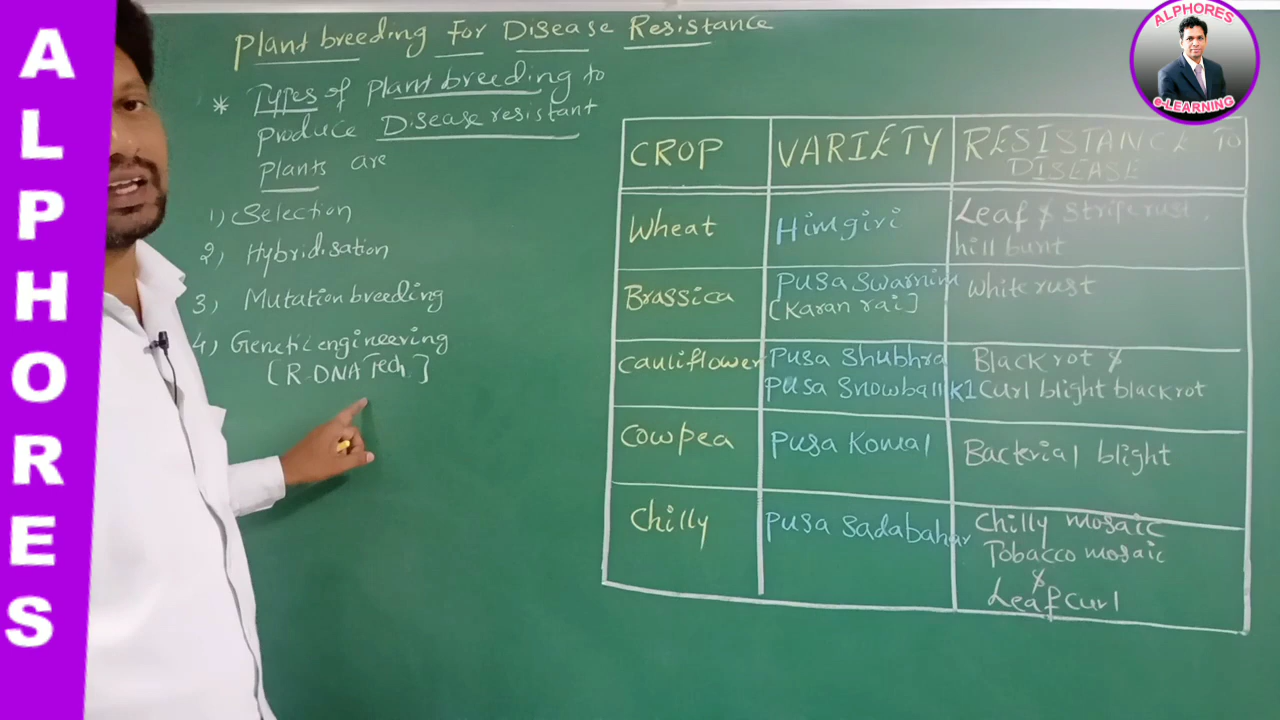 ALPHORES
ALPHORES
e-LEARNING
Plant breeding For Disease Resistance
* Types of Plant breeding to
produce Disease resistant
Plants are
1) Selection
2) Hybridisation
3) Mutation breeding
4) Genetic engineering
[R-DNA Tech.]
CROP VARIETY RESISTANCE TO
DISEASE
Wheat Himgiri Leaf & stripe rust,
hill bunt
Brassica Pusa swarnim White rust
[Karan rai]
Cauliflower Pusa Shubhra Black rot &
Pusa Snowball K1 Curl blight black rot
Cowpea Pusa Komal Bacterial blight
Chilly Pusa Sadabahar Chilly mosaic
Tobacco mosaic
&
Leaf curl